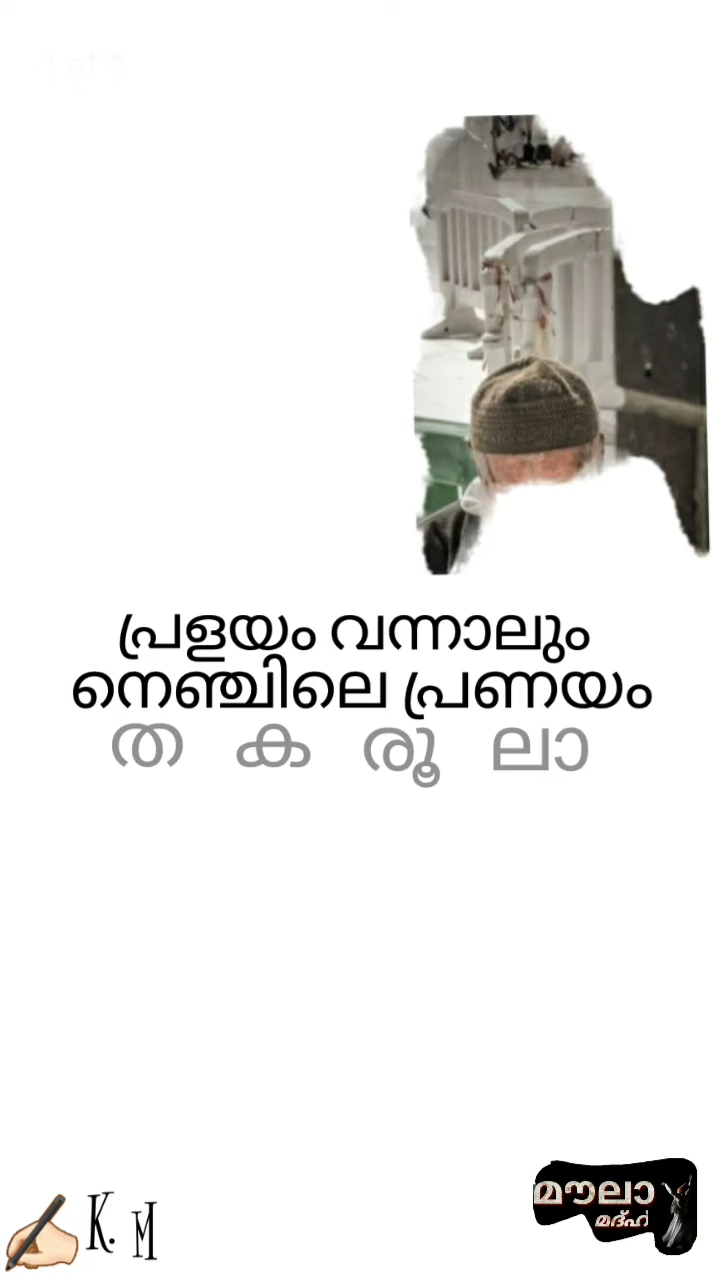 പ്രളയം വന്നാലും
നെഞ്ചിലെ പ്രണയം
ത ക രൂ ലാ
K. M
മൗലാ
മദ്ഹ്